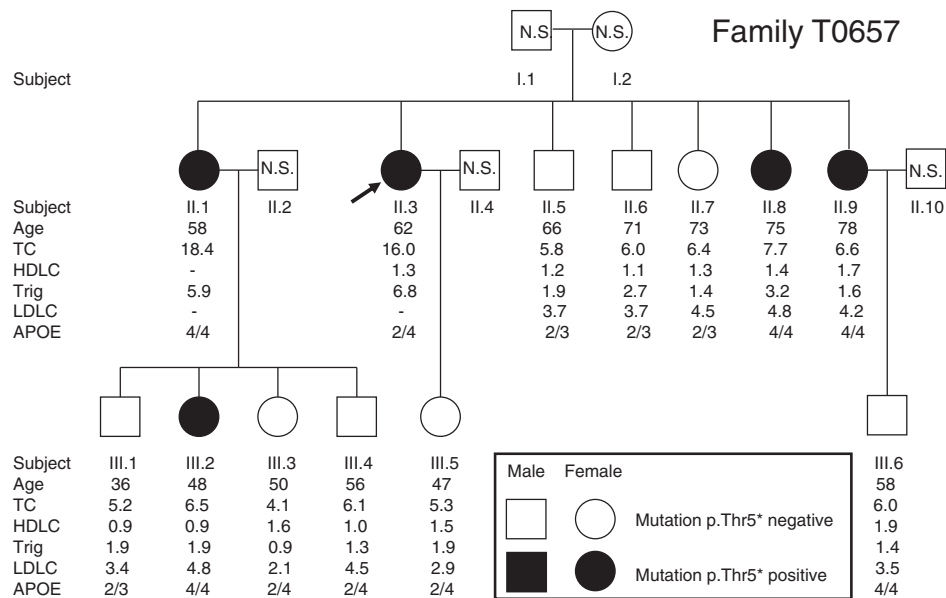 Family T0657
N.S. N.S.
Subject I.1 I.2
N.S. N.S. N.S.
Subject II.1 II.2 II.3 II.4 II.5 II.6 II.7 II.8 II.9 II.10
Age 58 62 66 71 73 75 78
TC 18.4 16.0 5.8 6.0 6.4 7.7 6.6
HDLC - 1.3 1.2 1.1 1.3 1.4 1.7
Trig 5.9 6.8 1.9 2.7 1.4 3.2 1.6
LDLC - - 3.7 3.7 4.5 4.8 4.2
APOE 4/4 2/4 2/3 2/3 2/3 4/4 4/4
Subject III.1 III.2 III.3 III.4 III.5 III.6
Age 36 48 50 56 47 58
TC 5.2 6.5 4.1 6.1 5.3 6.0
HDLC 0.9 0.9 1.6 1.0 1.5 1.9
Trig 1.9 1.9 0.9 1.3 1.9 1.4
LDLC 3.4 4.8 2.1 4.5 2.9 3.5
APOE 2/3 4/4 2/4 2/4 2/4 4/4
Male Female
Mutation p.Thr5* negative
Mutation p.Thr5* positive